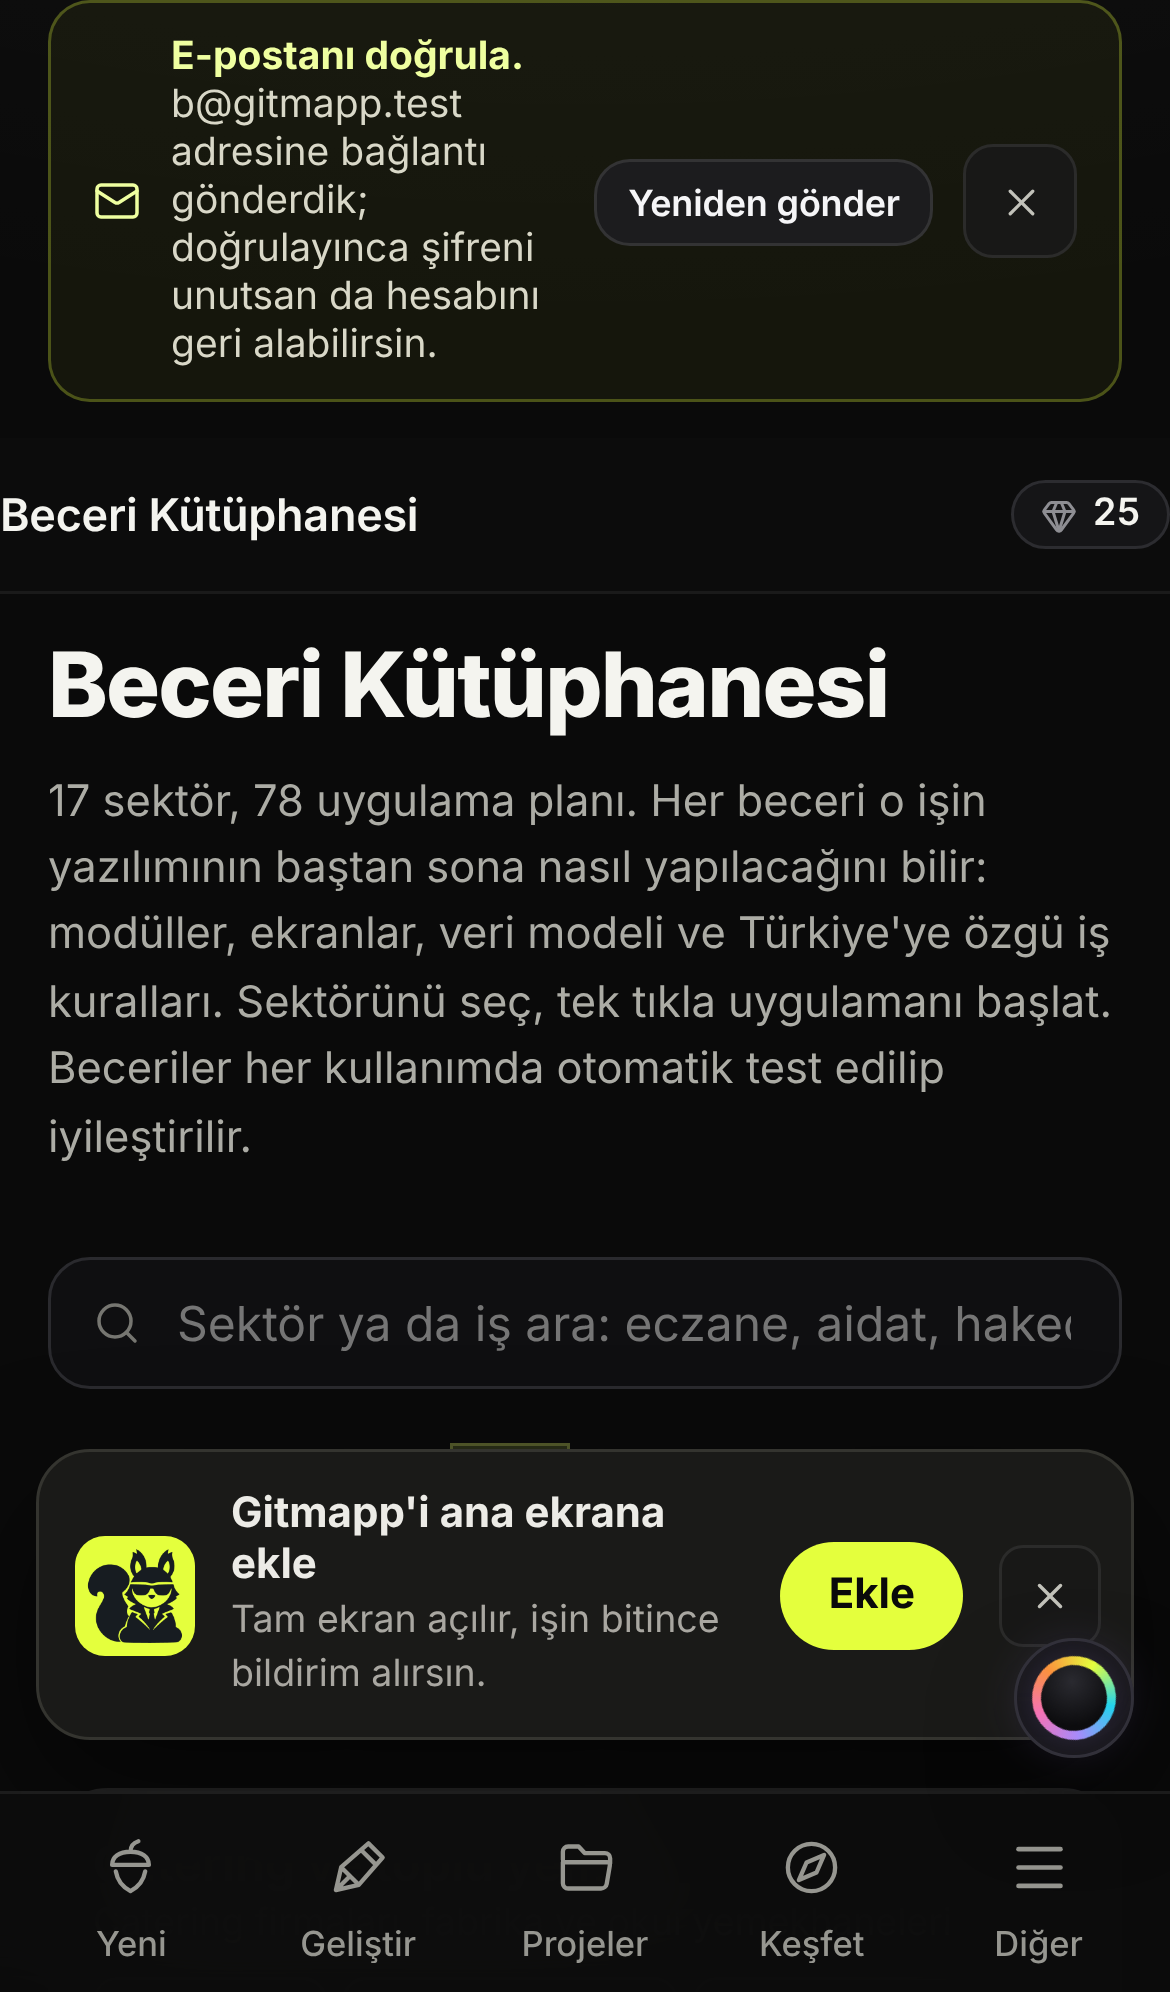 E-postanı doğrula.
b@gitmapp.test
adresine bağlantı
gönderdik;
doğrulayınca şifreni
unutsan da hesabını
geri alabilirsin.
Yeniden gönder
Beceri Kütüphanesi
25
Beceri Kütüphanesi
17 sektör, 78 uygulama planı. Her beceri o işin
yazılımının baştan sona nasıl yapılacağını bilir:
modüller, ekranlar, veri modeli ve Türkiye'ye özgü iş
kuralları. Sektörünü seç, tek tıkla uygulamanı başlat.
Beceriler her kullanımda otomatik test edilip
iyileştirilir.
Sektör ya da iş ara: eczane, aidat,
Gitmapp'i ana ekrana
ekle
Tam ekran açılır, işin bitince
bildirim alırsın.
Ekle
Yeni
Geliştir
Projeler
Keşfet
Diğer